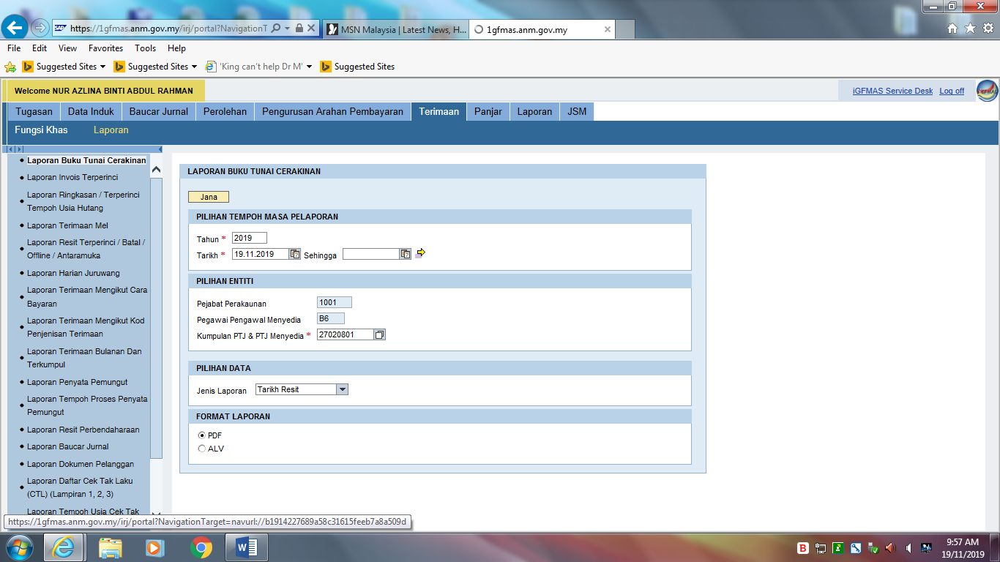 https://1gfmas.anm.gov.my/irj/portal?NavigationT
MSN Malaysia | Latest News, H...
1gfmas.anm.gov.my
File Edit View Favorites Tools Help
Suggested Sites Suggested Sites 'King can't help Dr M' Suggested Sites
Welcome NUR AZLINA BINTI ABDUL RAHMAN
iGFMAS Service Desk Log off
Tugasan Data Induk Baucar Jurnal Perolehan Pengurusan Arahan Pembayaran Terimaan Panjar Laporan JSM
Fungsi Khas Laporan
Laporan Buku Tunai Cerakinan
Laporan Invois Terperinci
Laporan Ringkasan / Terperinci
Tempoh Usia Hutang
Laporan Terimaan Mel
Laporan Resit Terperinci / Batal /
Offline / Antaramuka
Laporan Harian Juruwang
Laporan Terimaan Mengikut Cara
Bayaran
Laporan Terimaan Mengikut Kod
Penjenisan Terimaan
Laporan Terimaan Bulanan Dan
Terkumpul
Laporan Penyata Pemungut
Laporan Tempoh Proses Penyata
Pemungut
Laporan Resit Perbendaharaan
Laporan Baucar Jurnal
Laporan Dokumen Pelanggan
Laporan Daftar Cek Tak Laku
(CTL) (Lampiran 1, 2, 3)
Laporan Tempoh Usia Cek Tak
LAPORAN BUKU TUNAI CERAKINAN
Jana
PILIHAN TEMPOH MASA PELAPORAN
Tahun * 2019
Tarikh * 19.11.2019 Sehingga
PILIHAN ENTITI
Pejabat Perakaunan 1001
Pegawai Pengawal Menyedia B6
Kumpulan PTJ & PTJ Menyedia * 27020801
PILIHAN DATA
Jenis Laporan Tarikh Resit
FORMAT LAPORAN
PDF
ALV
https://1gfmas.anm.gov.my/irj/portal?NavigationTarget=navurl://b1914227689a58c31615feeb7a8a509d
9:57 AM
19/11/2019